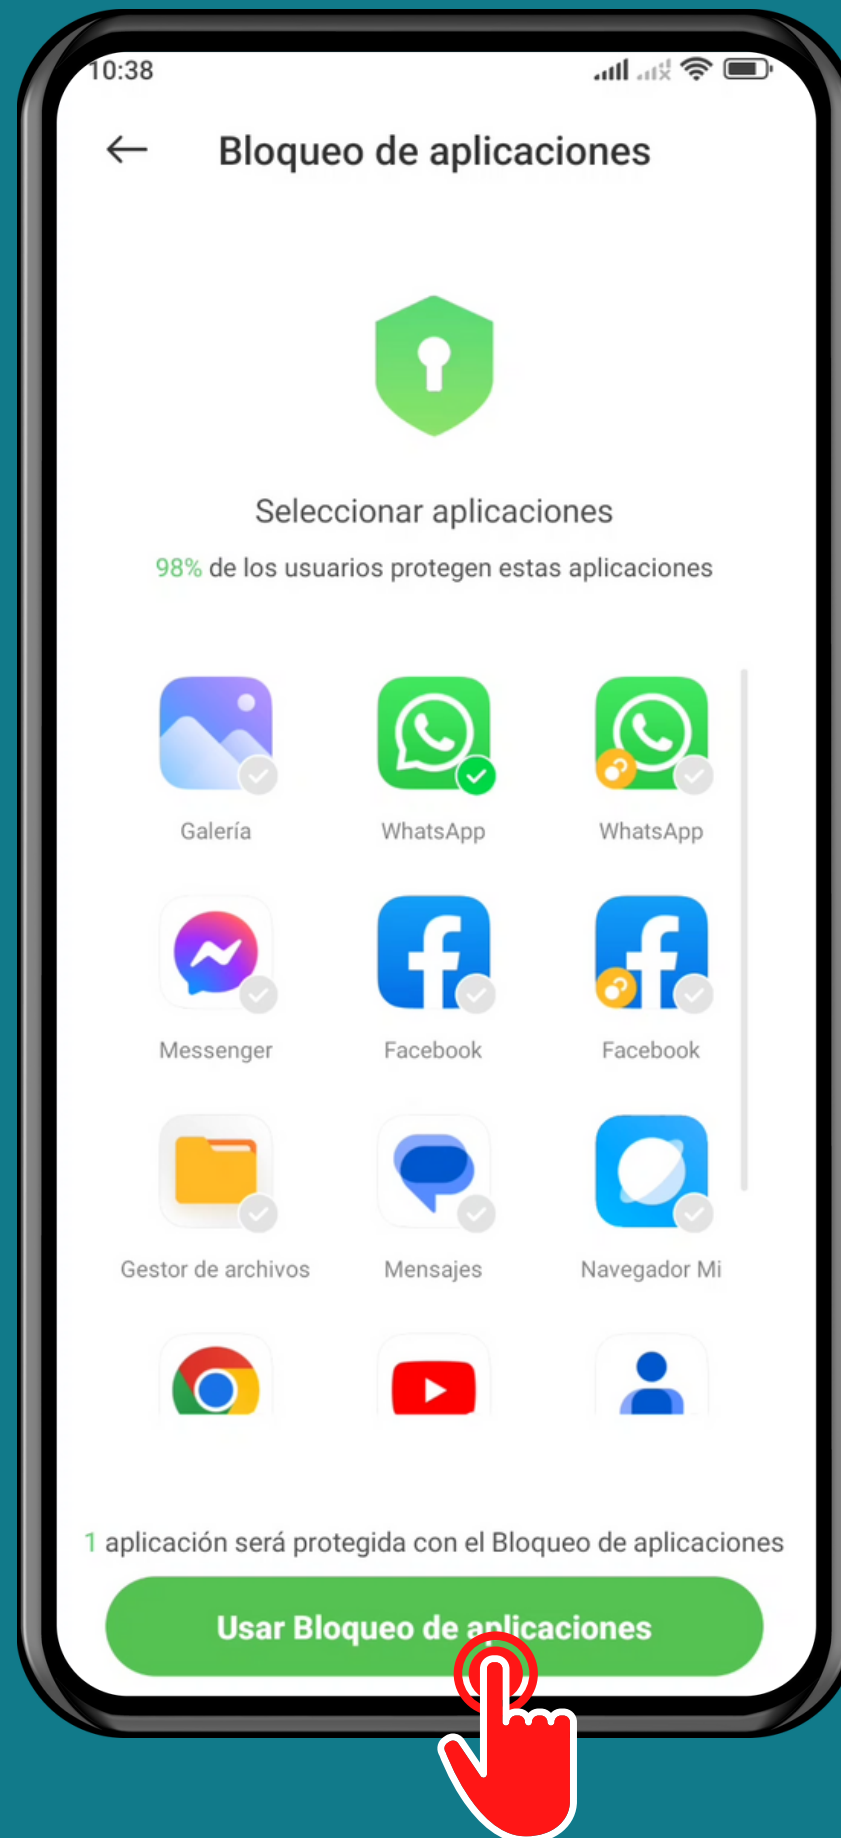 10:38
Bloqueo de aplicaciones
Seleccionar aplicaciones
98% de los usuarios protegen estas aplicaciones
Galería
WhatsApp
WhatsApp
Messenger
Facebook
Facebook
Gestor de archivos
Mensajes
Navegador Mi
1 aplicación será protegida con el Bloqueo de aplicaciones
Usar Bloqueo de aplicaciones